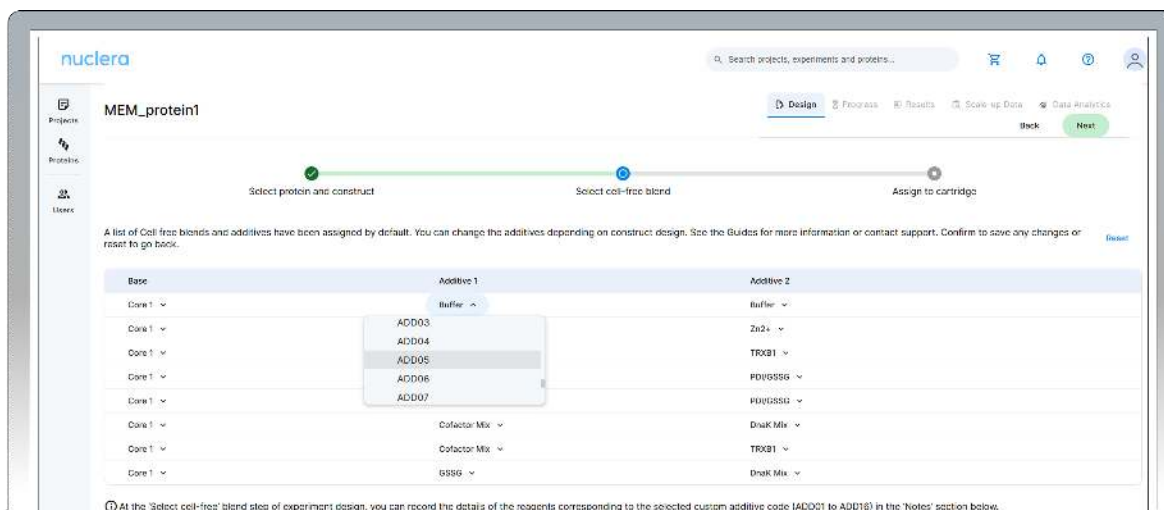 nuclera
Search projects, experiments and proteins...
Projects
Proteins
Users
MEM_protein1
Design Progress Results Scale-up Data Data Analytics
Back Next
Select protein and construct Select cell-free blend Assign to cartridge
A list of Cell free blends and additives have been assigned by default. You can change the additives depending on construct design. See the Guides for more information or contact support. Confirm to save any changes or
reset to go back.
Reset
Base Additive 1 Additive 2
Core 1 Buffer Buffer
ADD03
Core 1 Zn2+
ADD04
Core 1 TRXB1
ADD05
Core 1 PDI/GSSG
ADD06
Core 1 PDI/GSSG
ADD07
Core 1 Cofactor Mix DnaK Mix
Core 1 Cofactor Mix TRXB1
Core 1 GSSG DnaK Mix
At the 'Select cell-free' blend step of experiment design, you can record the details of the reagents corresponding to the selected custom additive code (ADD01 to ADD16) in the 'Notes' section below.